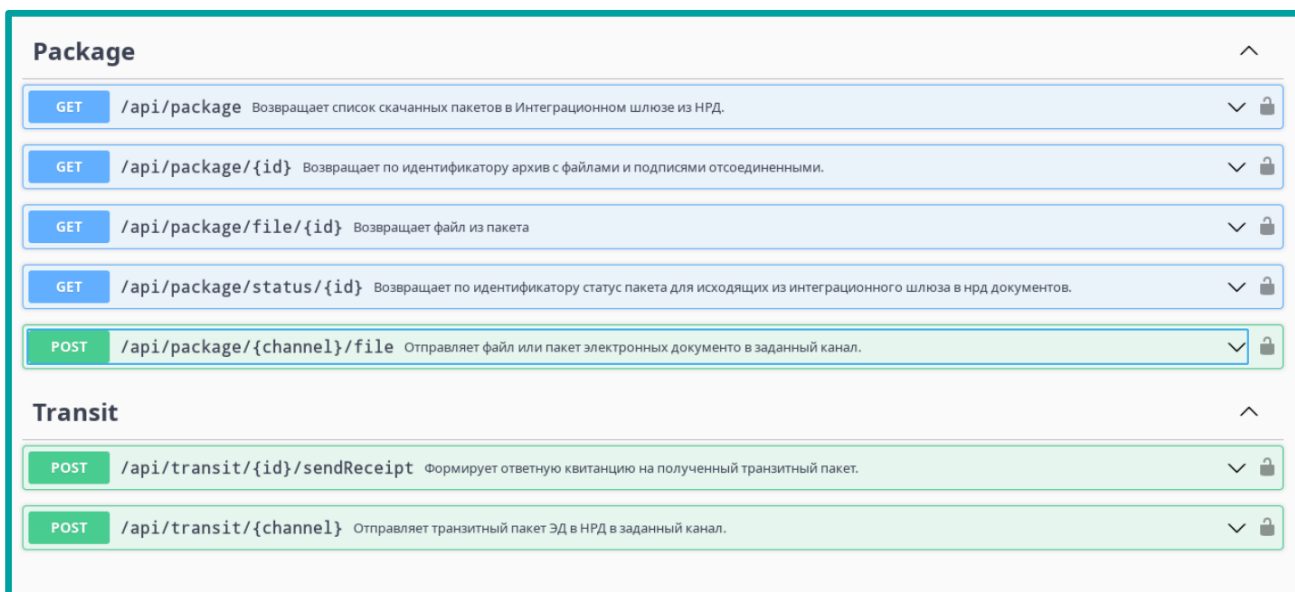 Package
GET /api/package Возвращает список скачанных пакетов в Интеграционном шлюзе из НРД.
GET /api/package/{id} Возвращает по идентификатору архив с файлами и подписями отсоединенными.
GET /api/package/file/{id} Возвращает файл из пакета
GET /api/package/status/{id} Возвращает по идентификатору статус пакета для исходящих из интеграционного шлюза в нрд документов.
POST /api/package/{channel}/file Отправляет файл или пакет электронных документо в заданный канал.
Transit
POST /api/transit/{id}/sendReceipt Формирует ответную квитанцию на полученный транзитный пакет.
POST /api/transit/{channel} Отправляет транзитный пакет ЭД в НРД в заданный канал.